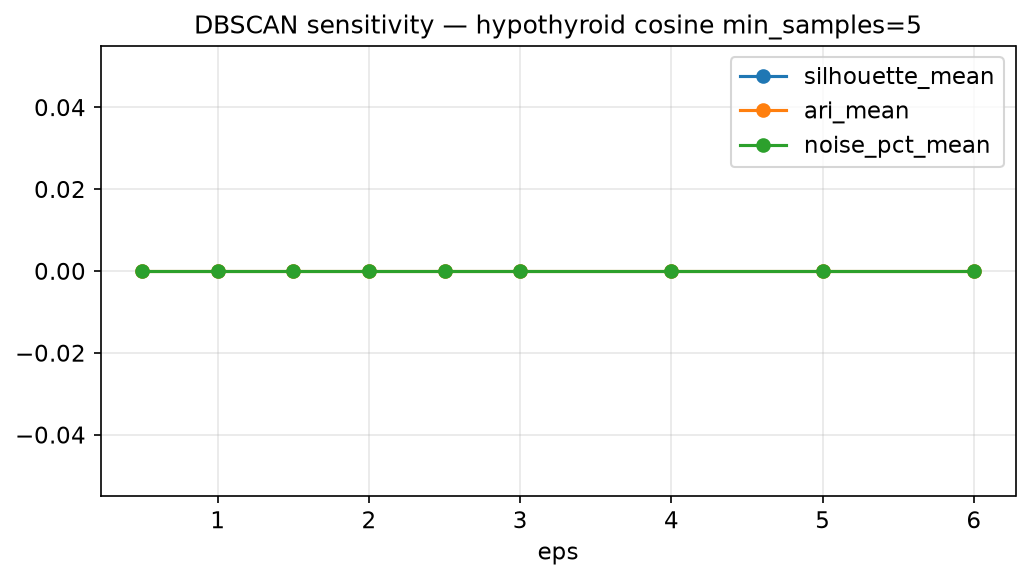 DBSCAN sensitivity — hypothyroid cosine min_samples=5
silhouette_mean
ari_mean
noise_pct_mean
0.04
0.02
0.00
−0.02
−0.04
1 2 3 4 5 6
eps